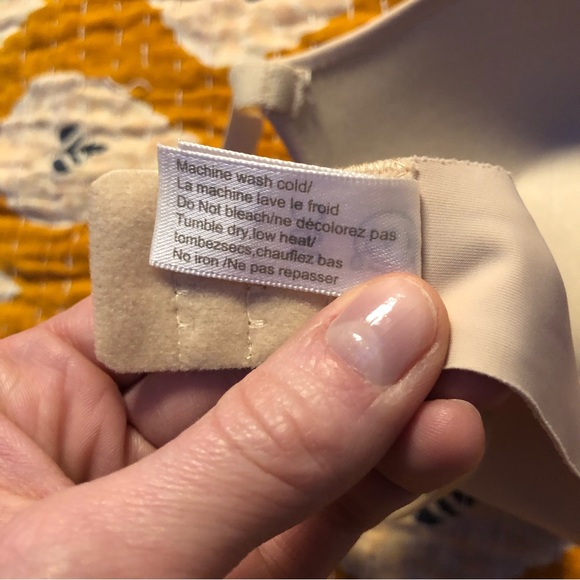 Machine wash cold/
La machine lave le froid
Do Not bleach/ne décolorez pas
Tumble dry,low heat/
tombezsecs,chauflez bas
No iron /Ne pas repasser